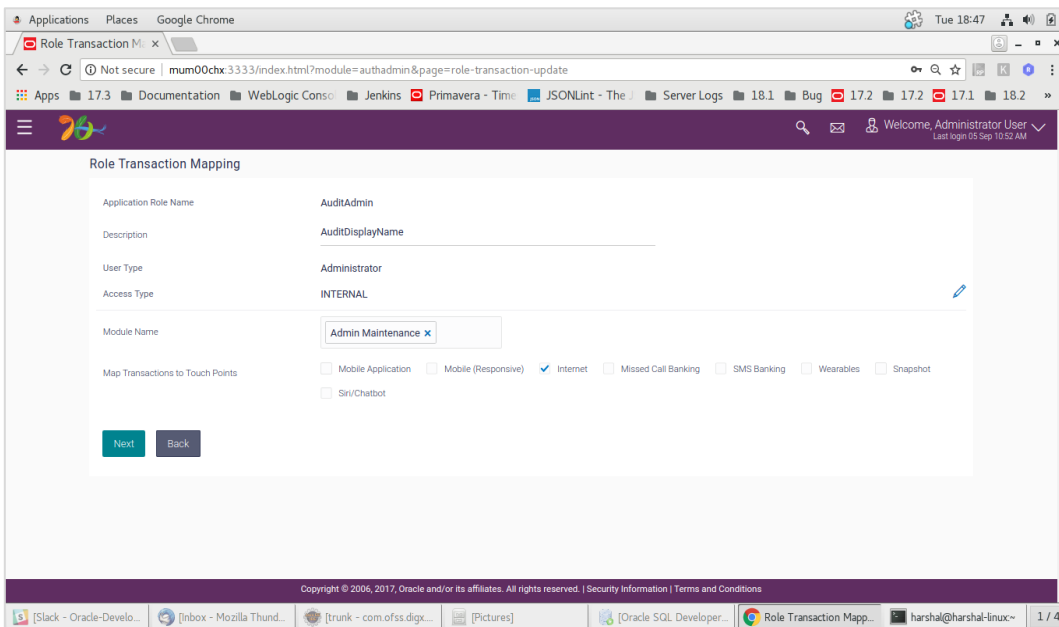 Applications Places Google Chrome Tue 18:47
Role Transaction Ma
Not secure | mum00chx:3333/index.html?module=authadmin&page=role-transaction-update
Apps 17.3 Documentation WebLogic Conso Jenkins Primavera - Time JSONLint - The J Server Logs 18.1 Bug 17.2 17.2 17.1 18.2 »
Welcome, Administrator User
Last login 05 Sep 10:52 AM
Role Transaction Mapping
Application Role Name AuditAdmin
Description AuditDisplayName
User Type Administrator
Access Type INTERNAL
Module Name Admin Maintenance ×
Map Transactions to Touch Points Mobile Application Mobile (Responsive) Internet Missed Call Banking SMS Banking Wearables Snapshot
Siri/Chatbot
Next Back
Copyright © 2006, 2017, Oracle and/or its affiliates. All rights reserved. | Security Information | Terms and Conditions
[Slack - Oracle-Develo... [Inbox - Mozilla Thund... [trunk - com.ofss.digx.... [Pictures] [Oracle SQL Developer... Role Transaction Mapp... harshal@harshal-linux:~ 1 / 4